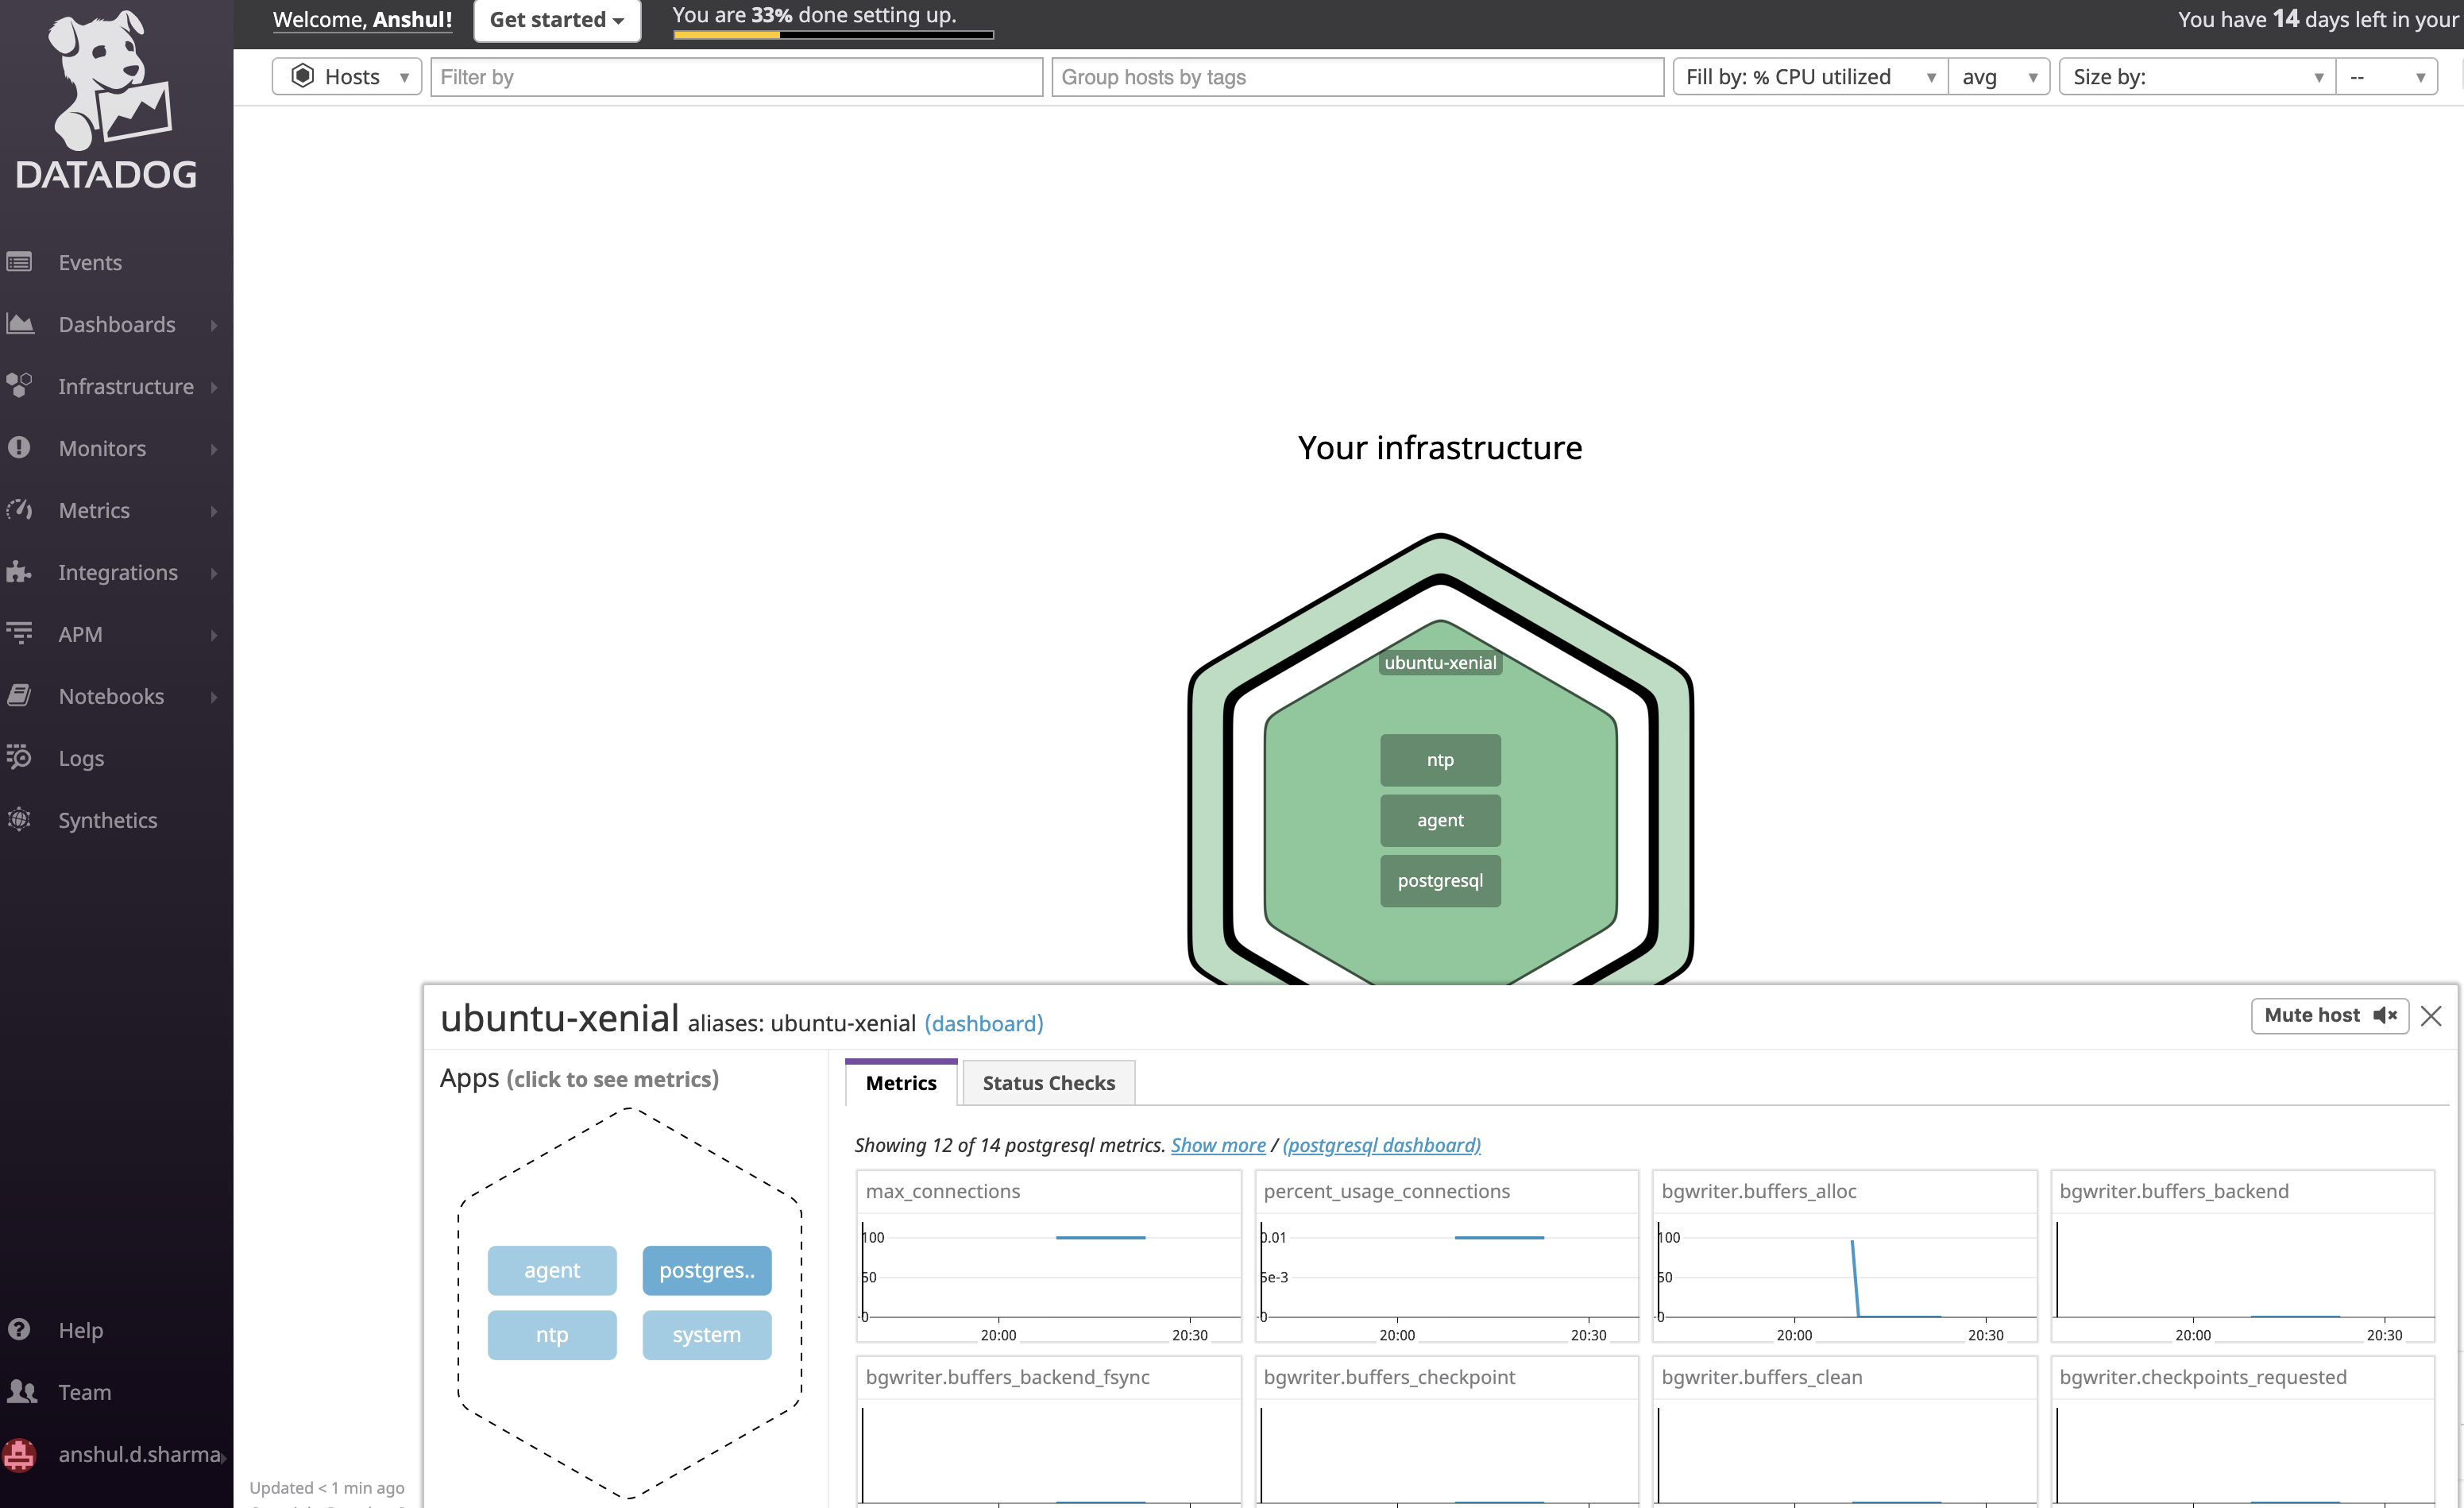 DATADOG
Welcome, Anshul!
Get started
You are 33% done setting up.
You have 14 days left in your
Hosts
Filter by
Group hosts by tags
Fill by: % CPU utilized
avg
Size by:
--
Events
Dashboards
Infrastructure
Monitors
Metrics
Integrations
APM
Notebooks
Logs
Synthetics
Help
Team
anshul.d.sharma
Your infrastructure
ubuntu-xenial
ntp
agent
postgresql
ubuntu-xenial aliases: ubuntu-xenial (dashboard)
Mute host
Apps (click to see metrics)
agent
postgres..
ntp
system
Metrics
Status Checks
Showing 12 of 14 postgresql metrics. Show more / (postgresql dashboard)
max_connections
100
50
0
20:00
20:30
percent_usage_connections
0.01
5e-3
0
20:00
20:30
bgwriter.buffers_alloc
100
50
0
20:00
20:30
bgwriter.buffers_backend
20:00
20:30
bgwriter.buffers_backend_fsync
bgwriter.buffers_checkpoint
bgwriter.buffers_clean
bgwriter.checkpoints_requested
Updated < 1 min ago